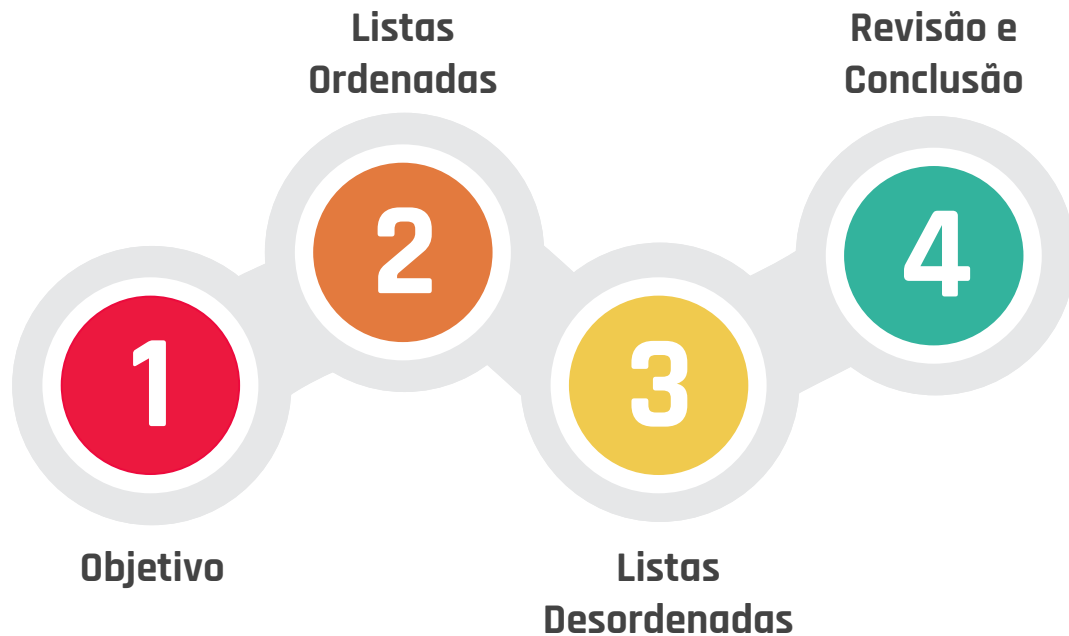 1
Objetivo
Listas
Ordenadas
2
3
Listas
Desordenadas
Revisão e
Conclusão
4